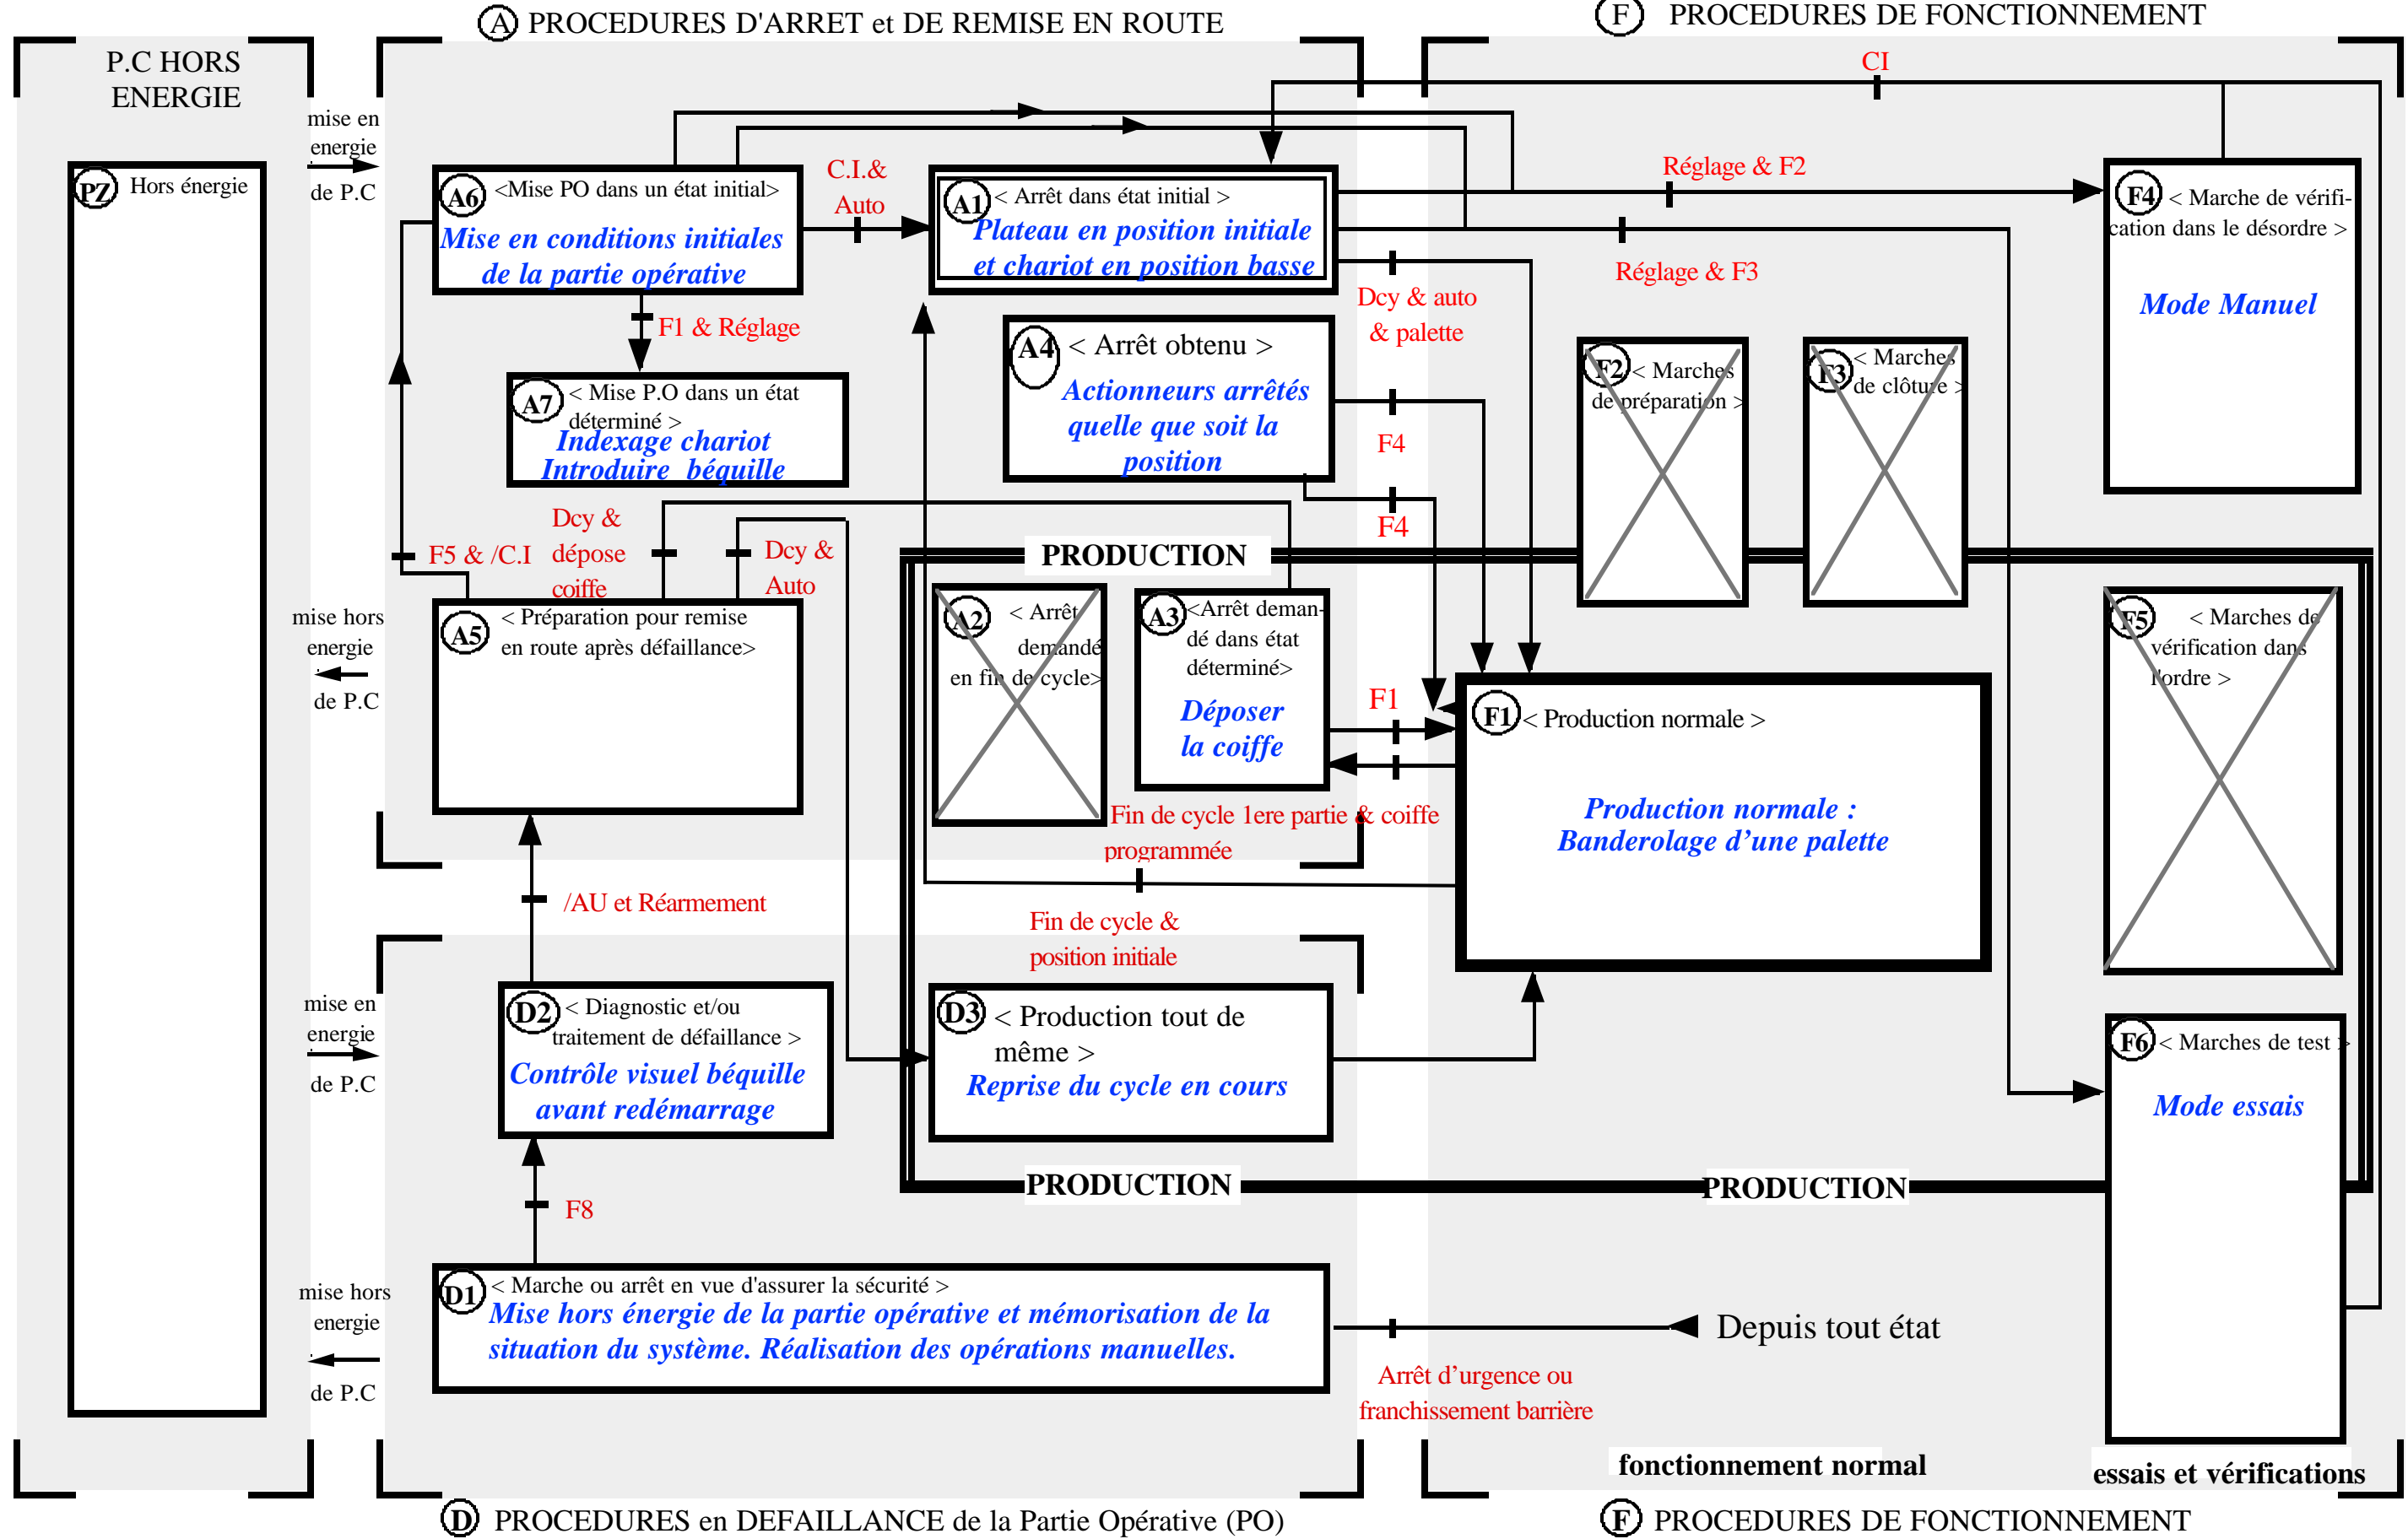 A PROCEDURES D'ARRET et DE REMISE EN ROUTE
F PROCEDURES DE FONCTIONNEMENT
P.C HORS
ENERGIE
PZ Hors énergie
mise en
energie
de P.C
mise hors
energie
de P.C
mise en
energie
de P.C
mise hors
energie
de P.C
A6 <Mise PO dans un état initial>
Mise en conditions initiales
de la partie opérative
C.I.&
Auto
A1 < Arrêt dans état initial >
Plateau en position initiale
et chariot en position basse
CI
Réglage & F2
Réglage & F3
F4 < Marche de vérifi-
cation dans le désordre >
Mode Manuel
F1 & Réglage
Dcy & auto
& palette
A7 < Mise P.O dans un état
déterminé >
Indexage chariot
Introduire béquille
A4 < Arrêt obtenu >
Actionneurs arrêtés
quelle que soit la
position
F4
F4
F2 < Marches
de préparation >
F3 < Marches
de clôture >
F5 & /C.I
Dcy &
dépose
coiffe
Dcy &
Auto
PRODUCTION
A5 < Préparation pour remise
en route après défaillance>
A2 < Arrêt
demandé
en fin de cycle>
A3 <Arrêt deman-
dé dans état
déterminé>
Déposer
la coiffe
F1
F1 < Production normale >
Production normale :
Banderolage d’une palette
F5 < Marches de
vérification dans
l'ordre >
Fin de cycle 1ere partie & coiffe
programmée
/AU et Réarmement
Fin de cycle &
position initiale
D2 < Diagnostic et/ou
traitement de défaillance >
Contrôle visuel béquille
avant redémarrage
D3 < Production tout de
même >
Reprise du cycle en cours
F6 < Marches de test >
Mode essais
PRODUCTION
PRODUCTION
F8
D1 < Marche ou arrêt en vue d'assurer la sécurité >
Mise hors énergie de la partie opérative et mémorisation de la
situation du système. Réalisation des opérations manuelles.
Depuis tout état
Arrêt d’urgence ou
franchissement barrière
fonctionnement normal
essais et vérifications
D PROCEDURES en DEFAILLANCE de la Partie Opérative (PO)
F PROCEDURES DE FONCTIONNEMENT